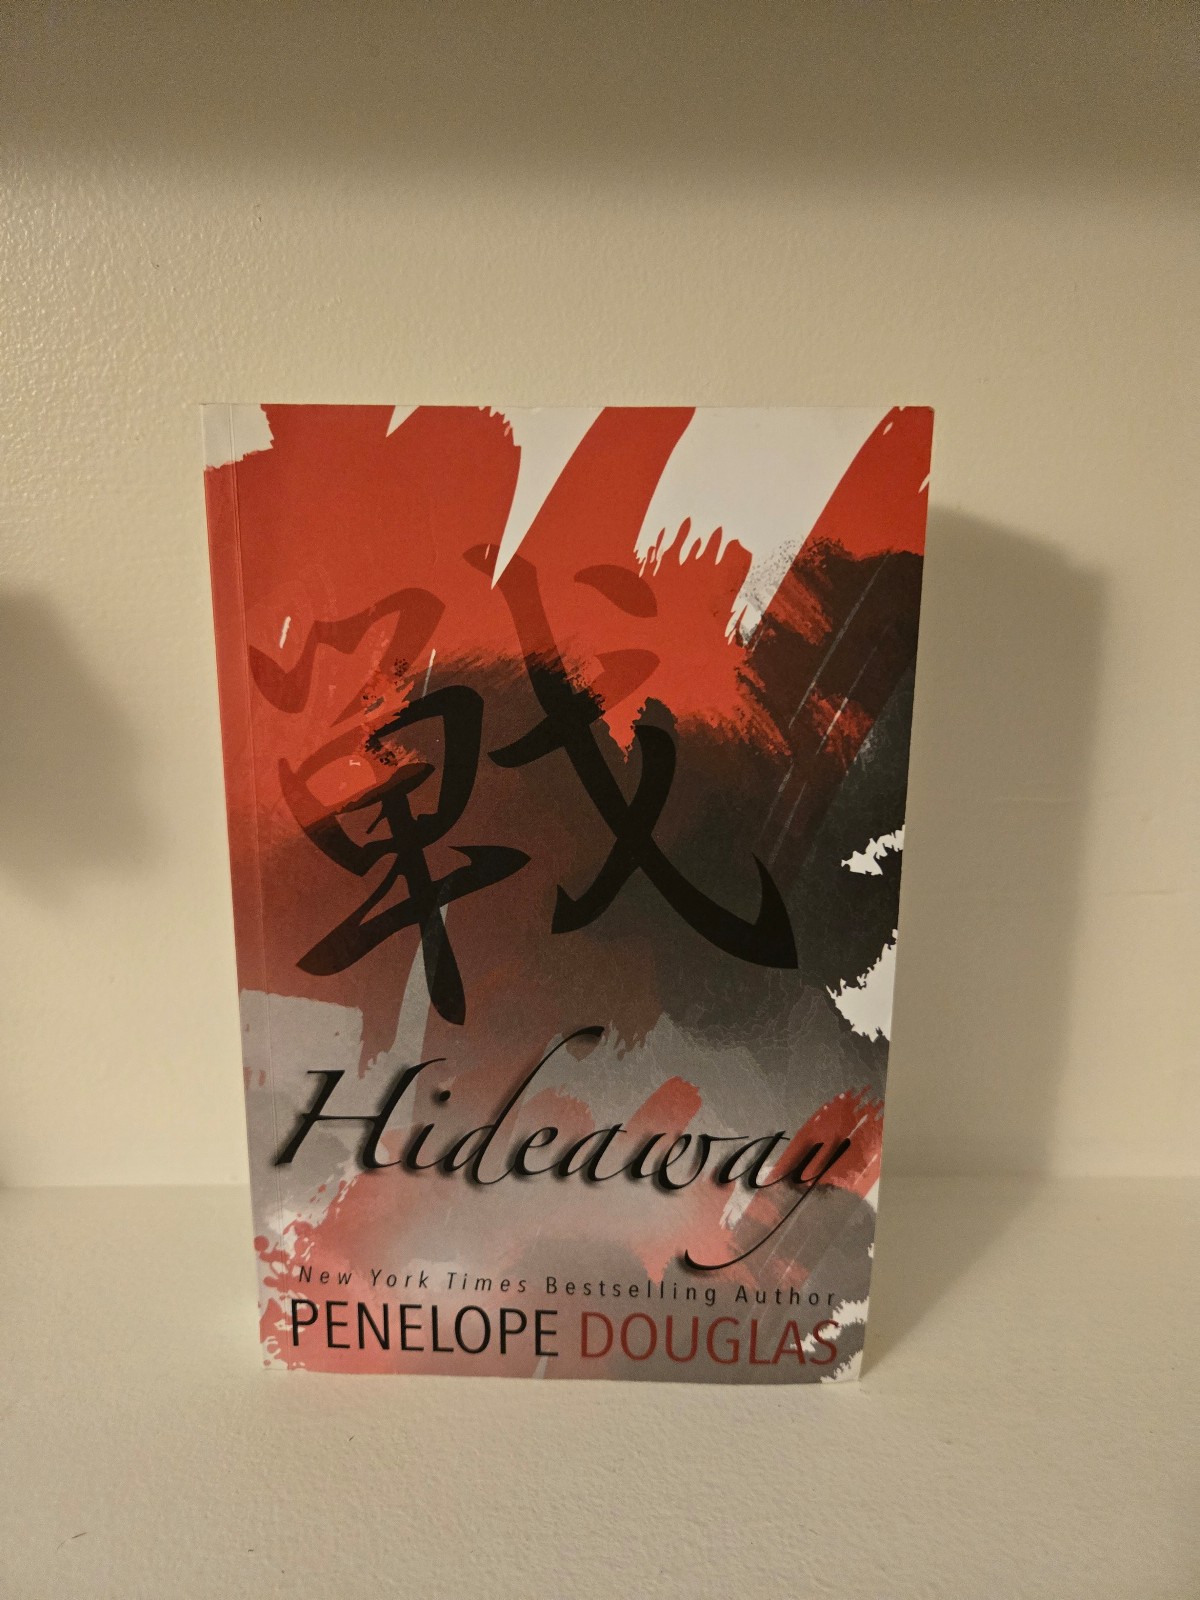 戦
Hideaway
New York Times Bestselling Author
PENELOPE DOUGLAS